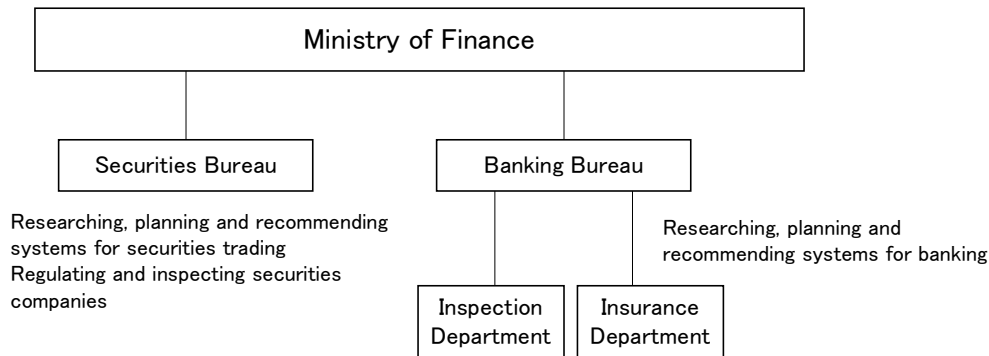 Ministry of Finance
Securities Bureau
Banking Bureau
Researching, planning and recommending
systems for securities trading
Regulating and inspecting securities
companies
Researching, planning and
recommending systems for banking
Inspection
Department
Insurance
Department